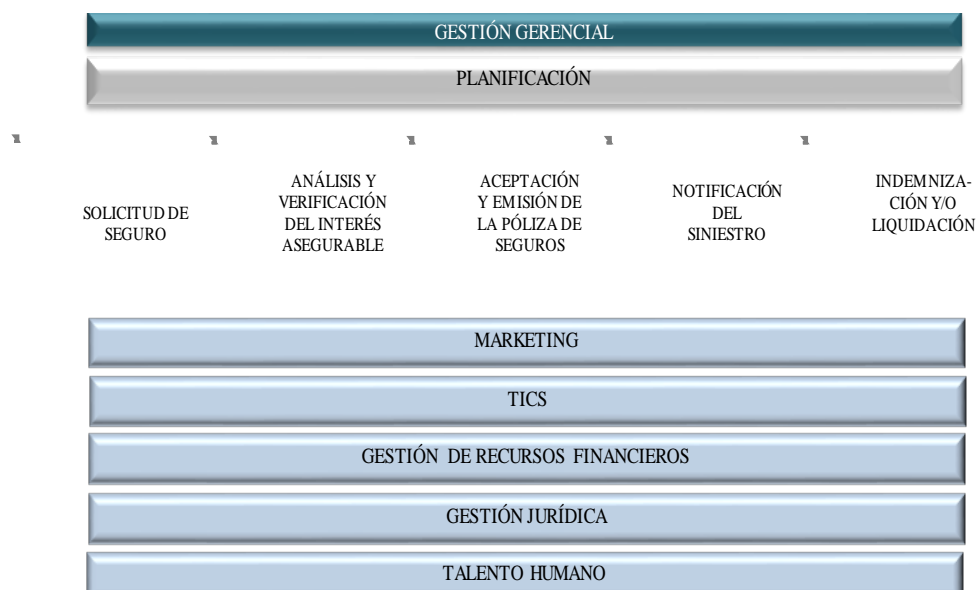 GESTIÓN GERENCIAL
PLANIFICACIÓN
SOLICITUD DE
SEGURO
ANÁLISIS Y
VERIFICACIÓN
DEL INTERÉS
ASEGURABLE
ACEPTACIÓN
Y EMISIÓN DE
LA PÓLIZA DE
SEGUROS
NOTIFICACIÓN
DEL
SINIESTRO
INDEMNIZA-
CIÓN Y/O
LIQUIDACIÓN
MARKETING
TICS
GESTIÓN DE RECURSOS FINANCIEROS
GESTIÓN JURÍDICA
TALENTO HUMANO